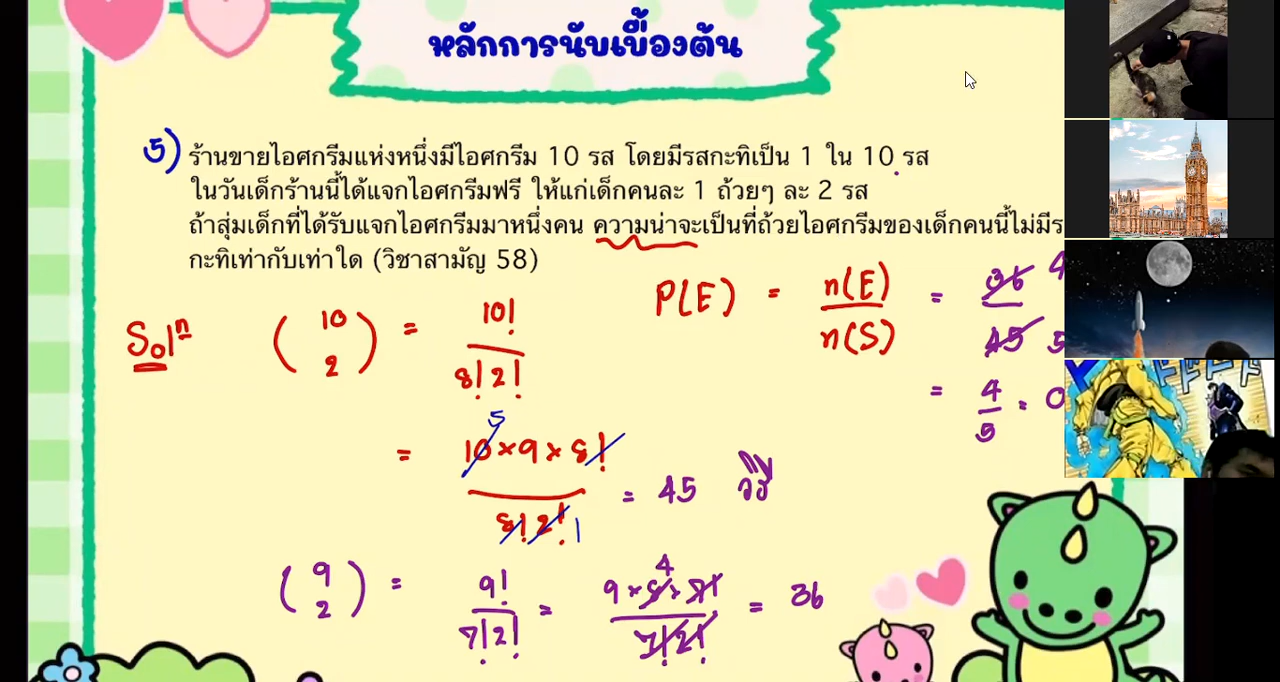 หลักการนับเบื้องต้น
5) ร้านขายไอศกรีมแห่งหนึ่งมีไอศกรีม 10 รส โดยมีรสกะทิเป็น 1 ใน 10 รส
ในวันเด็กร้านนี้ได้แจกไอศกรีมฟรี ให้แก่เด็กคนละ 1 ถ้วยๆ ละ 2 รส
ถ้าสุ่มเด็กที่ได้รับแจกไอศกรีมมาหนึ่งคน ความน่าจะเป็นที่ถ้วยไอศกรีมของเด็กคนนี้ไม่มีร
กะทิเท่ากับเท่าใด (วิชาสามัญ 58)
P(E) = n(E) / n(S) = 36 4 / 45 5
= 4/5 = 0
Solⁿ (10 2) = 10! / 8! 2!
= 10 5 × 9 × 8! / 8! 2! 1 = 45 วิธี
(9 2) = 9! / 7! 2! = 9 × 8 4 × 7! / 7! 2! = 36